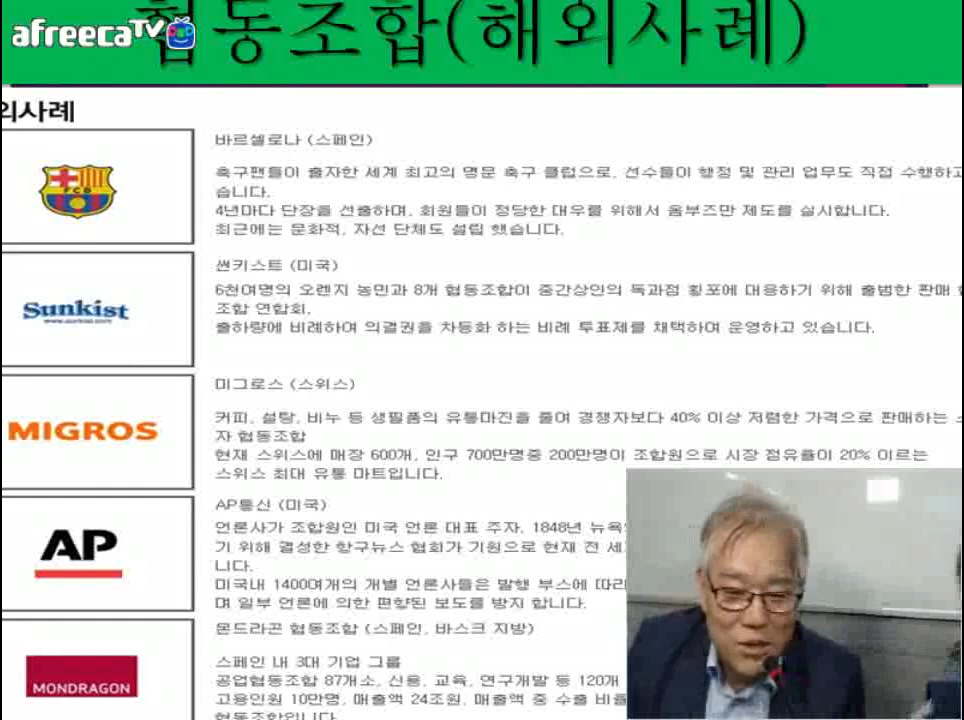 afreecaTV
협동조합(해외사례)
외사례
바르셀로나 (스페인)
FCB
축구팬들이 출자한 세계 최고의 명문 축구 클럽으로, 선수들이 행정 및 관리 업무도 직접 수행하고
습니다.
4년마다 단장을 선출하며, 회원들이 정당한 대우를 위해서 옴부즈만 제도를 실시합니다.
최근에는 문화적, 자선 단체도 설립 했습니다.
썬키스트 (미국)
Sunkist
www.sunkist.com
6천여명의 오렌지 농민과 8개 협동조합이 중간상인의 독과점 횡포에 대응하기 위해 출범한 판매
조합 연합회,
출하량에 비례하여 의결권을 차등화 하는 비례 투표제를 채택하여 운영하고 있습니다.
미그로스 (스위스)
MIGROS
커피, 설탕, 비누 등 생필품의 유통마진을 줄여 경쟁자보다 40% 이상 저렴한 가격으로 판매하는
자 협동조합
현재 스위스에 매장 600개, 인구 700만명중 200만명이 조합원으로 시장 점유율이 20% 이르는
스위스 최대 유통 마트입니다.
AP통신 (미국)
AP
언론사가 조합원인 미국 언론 대표 주자, 1848년 뉴욕
기 위해 결성한 항구뉴스 협회가 기원으로 현재 전 세
니다.
미국내 1400여개의 개별 언론사들은 발행 부스에 따라
며 일부 언론에 의한 편향된 보도를 방지 합니다.
몬드라곤 협동조합 (스페인, 바스크 지방)
MONDRAGON
스페인 내 3대 기업 그룹
공업협동조합 87개소, 신용, 교육, 연구개발 등 120개
고용인원 10만명, 매출액 24조원, 매출액 중 수출 비율
협동조합입니다